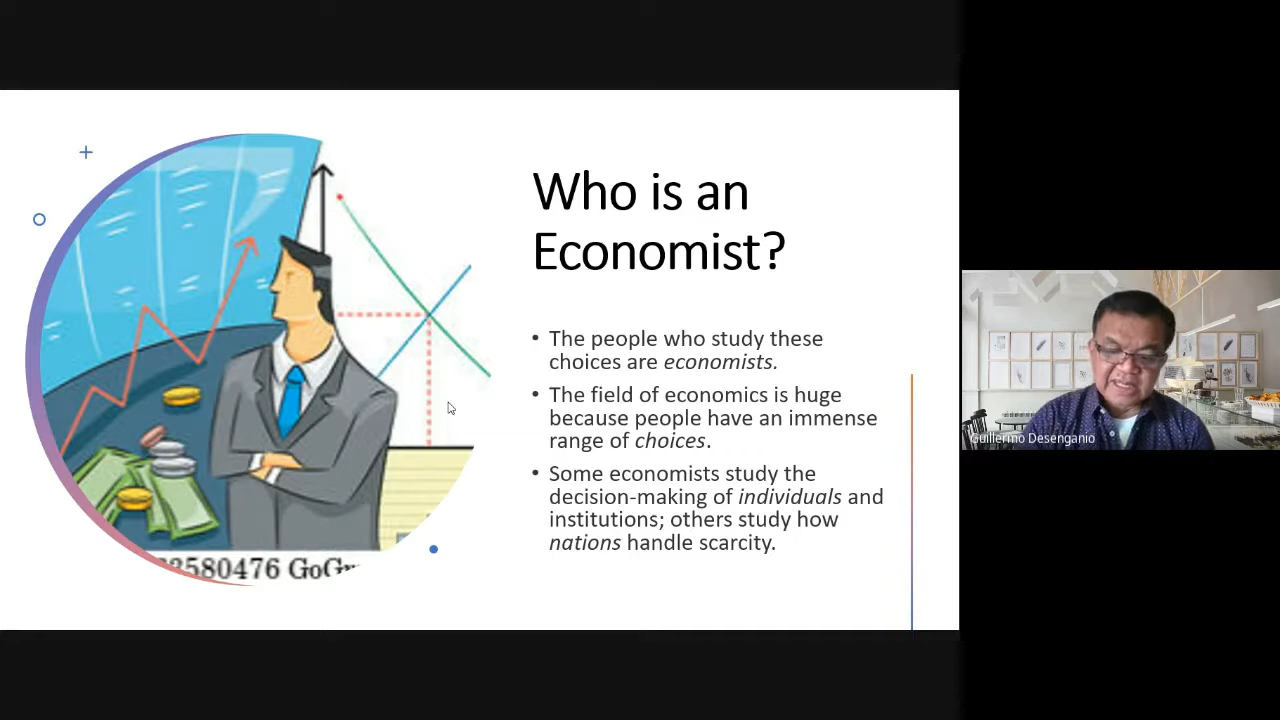 Who is an
Economist?
• The people who study these
choices are economists.
• The field of economics is huge
because people have an immense
range of choices.
• Some economists study the
decision-making of individuals and
institutions; others study how
nations handle scarcity.
Guillermo Desenganio